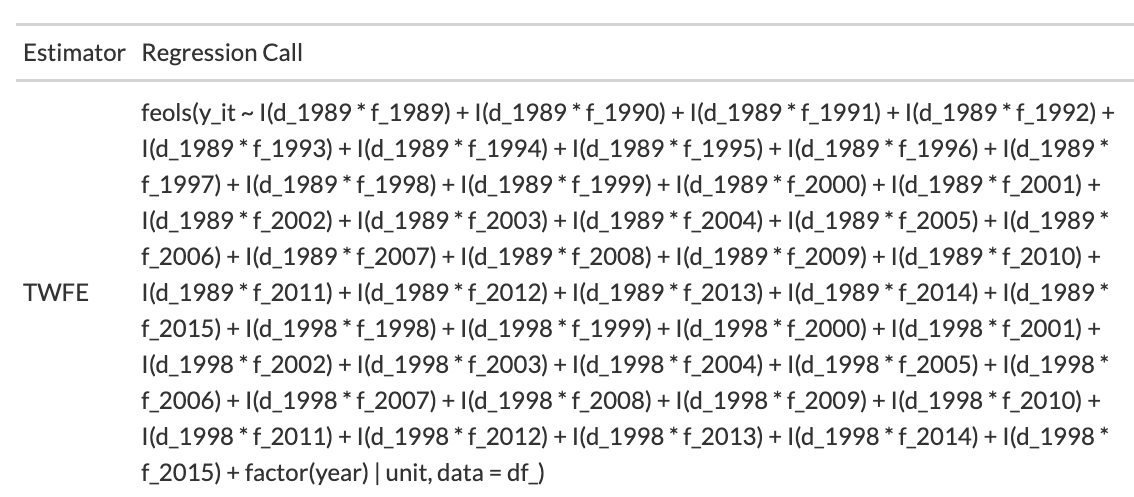 Estimator Regression Call
feols(y_it ~ I(d_1989 * f_1989) + I(d_1989 * f_1990) + I(d_1989 * f_1991) + I(d_1989 * f_1992) +
I(d_1989 * f_1993) + I(d_1989 * f_1994) + I(d_1989 * f_1995) + I(d_1989 * f_1996) + I(d_1989 *
f_1997) + I(d_1989 * f_1998) + I(d_1989 * f_1999) + I(d_1989 * f_2000) + I(d_1989 * f_2001) +
I(d_1989 * f_2002) + I(d_1989 * f_2003) + I(d_1989 * f_2004) + I(d_1989 * f_2005) + I(d_1989 *
f_2006) + I(d_1989 * f_2007) + I(d_1989 * f_2008) + I(d_1989 * f_2009) + I(d_1989 * f_2010) +
TWFE I(d_1989 * f_2011) + I(d_1989 * f_2012) + I(d_1989 * f_2013) + I(d_1989 * f_2014) + I(d_1989 *
f_2015) + I(d_1998 * f_1998) + I(d_1998 * f_1999) + I(d_1998 * f_2000) + I(d_1998 * f_2001) +
I(d_1998 * f_2002) + I(d_1998 * f_2003) + I(d_1998 * f_2004) + I(d_1998 * f_2005) + I(d_1998 *
f_2006) + I(d_1998 * f_2007) + I(d_1998 * f_2008) + I(d_1998 * f_2009) + I(d_1998 * f_2010) +
I(d_1998 * f_2011) + I(d_1998 * f_2012) + I(d_1998 * f_2013) + I(d_1998 * f_2014) + I(d_1998 *
f_2015) + factor(year) | unit, data = df_)